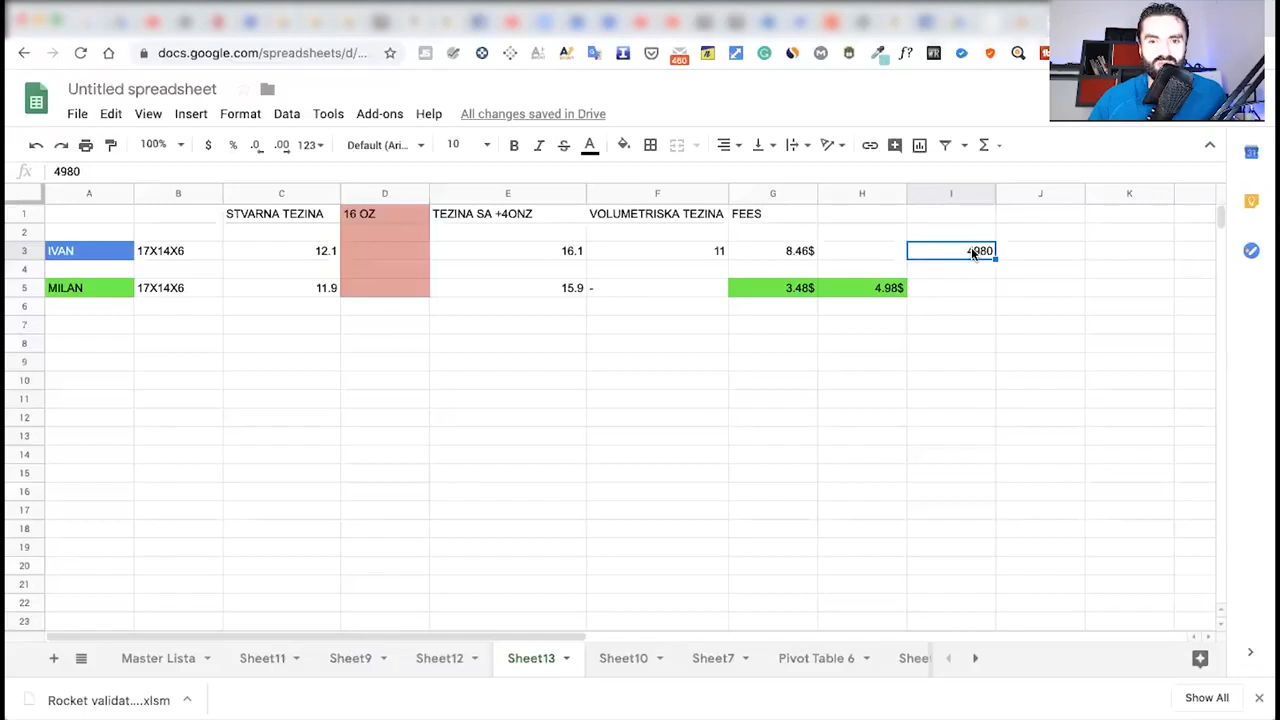 docs.google.com/spreadsheets/d/...
460
Untitled spreadsheet
File Edit View Insert Format Data Tools Add-ons Help All changes saved in Drive
100% $ % .0 .00 123 Default (Ari... 10 B I S A
fx 4980
A B C D E F G H I J K
1 STVARNA TEZINA 16 OZ TEZINA SA +4ONZ VOLUMETRISKA TEZINA FEES
2
3 IVAN 17X14X6 12.1 16.1 11 8.46$ 4980
4
5 MILAN 17X14X6 11.9 15.9 - 3.48$ 4.98$
6
7
8
9
10
11
12
13
14
15
16
17
18
19
20
21
22
23
+ Master Lista Sheet11 Sheet9 Sheet12 Sheet13 Sheet10 Sheet7 Pivot Table 6 Shee
Rocket validat....xlsm Show All